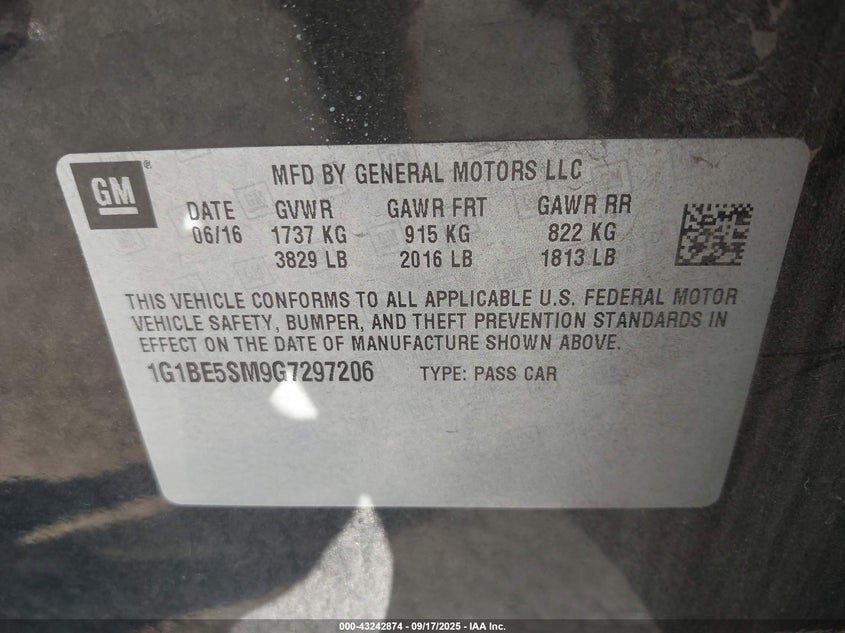 GM
MFD BY GENERAL MOTORS LLC
DATE GVWR GAWR FRT GAWR RR
06/16 1737 KG 915 KG 822 KG
3829 LB 2016 LB 1813 LB
THIS VEHICLE CONFORMS TO ALL APPLICABLE U.S. FEDERAL MOTOR
VEHICLE SAFETY, BUMPER, AND THEFT PREVENTION STANDARDS IN
EFFECT ON THE DATE OF MANUFACTURE SHOWN ABOVE.
1G1BE5SM9G7297206 TYPE: PASS CAR
000-43242874 - 09/17/2025 - IAA Inc.